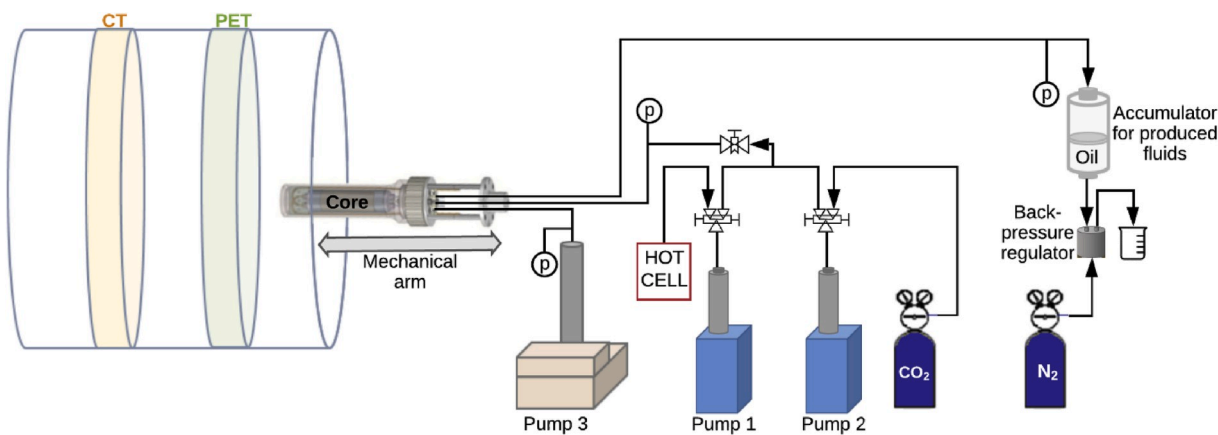 CT
PET
p
p
Accumulator
for produced
fluids
Oil
Core
Mechanical
arm
p
HOT
CELL
Back-
pressure
regulator
CO₂
N₂
Pump 3
Pump 1
Pump 2